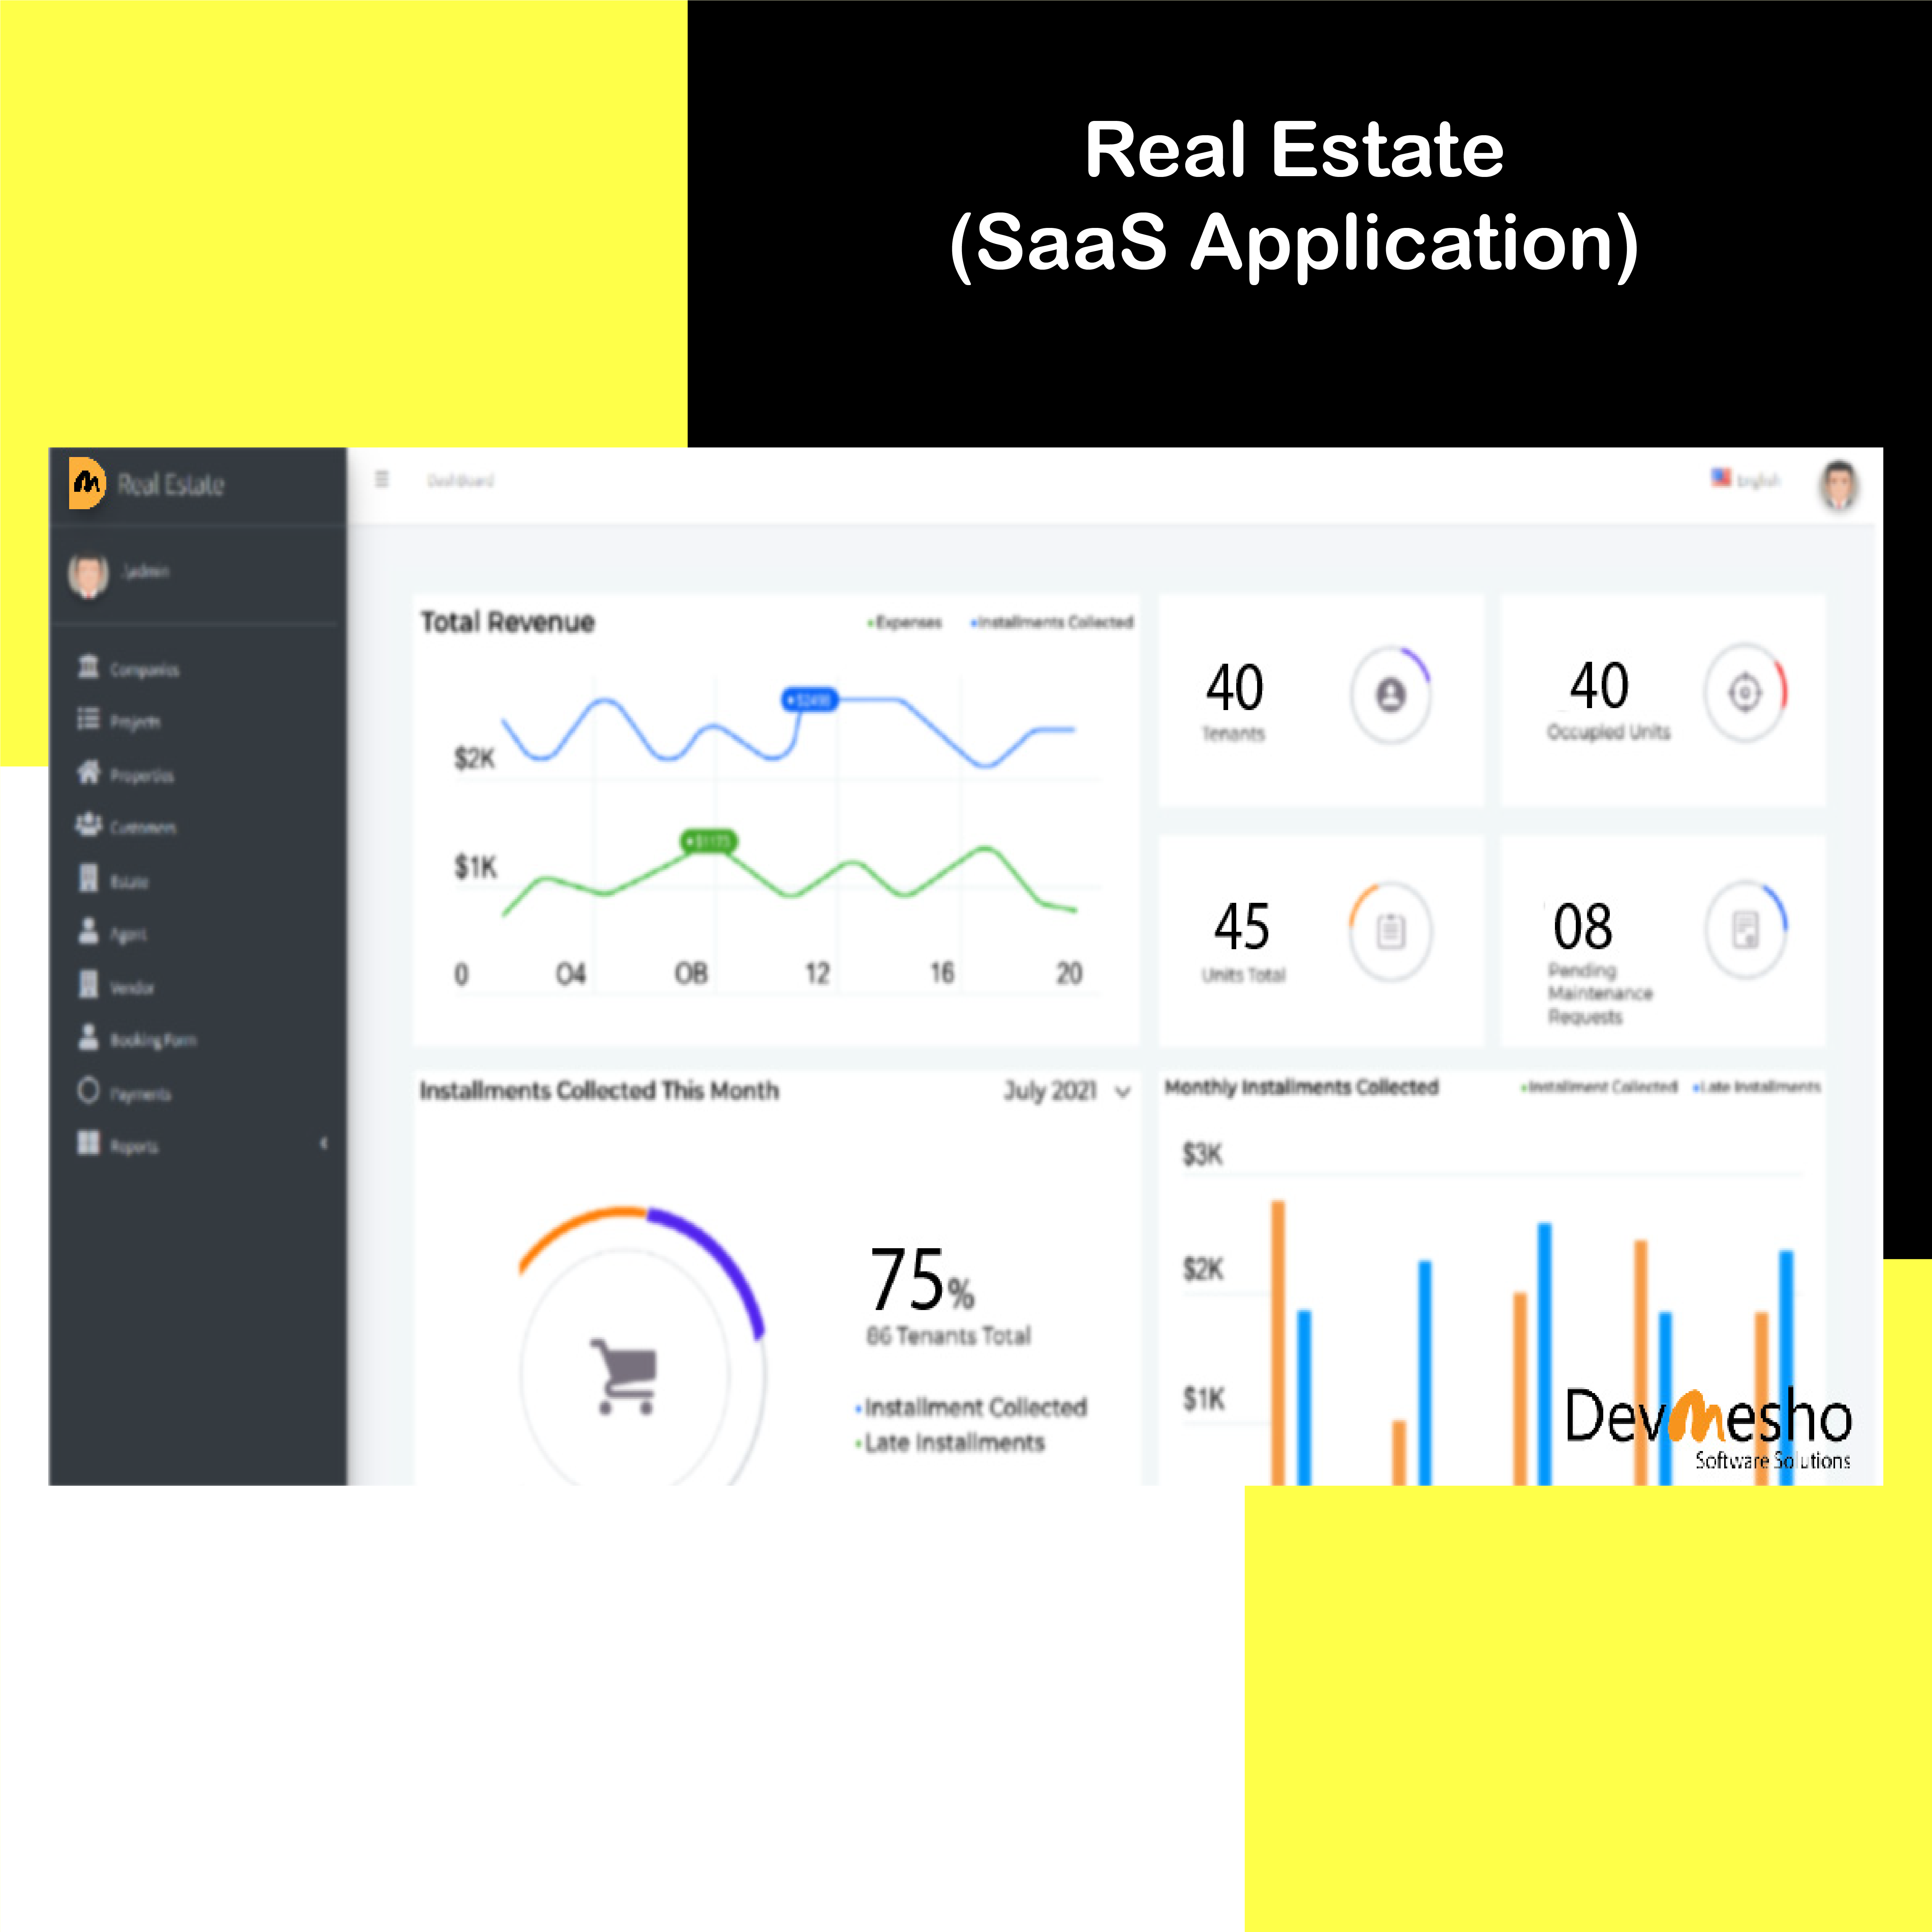 Real Estate
(SaaS Application)
Real Estate
DashBoard
English
Companies
Projects
Properties
Customers
Estate
Agent
Vendor
Booking Form
Payments
Reports
Total Revenue
Expenses
Installments Collected
$2K
$1K
$2490
$1175
0
04
08
12
16
20
40
Tenants
40
Occupied Units
45
Units Total
08
Pending
Maintenance
Requests
Installments Collected This Month
July 2021
75%
86 Tenants Total
Installment Collected
Late Installments
Monthly Installments Collected
Installment Collected
Late Installments
$3K
$2K
$1K
Devmesho
Software Solutions